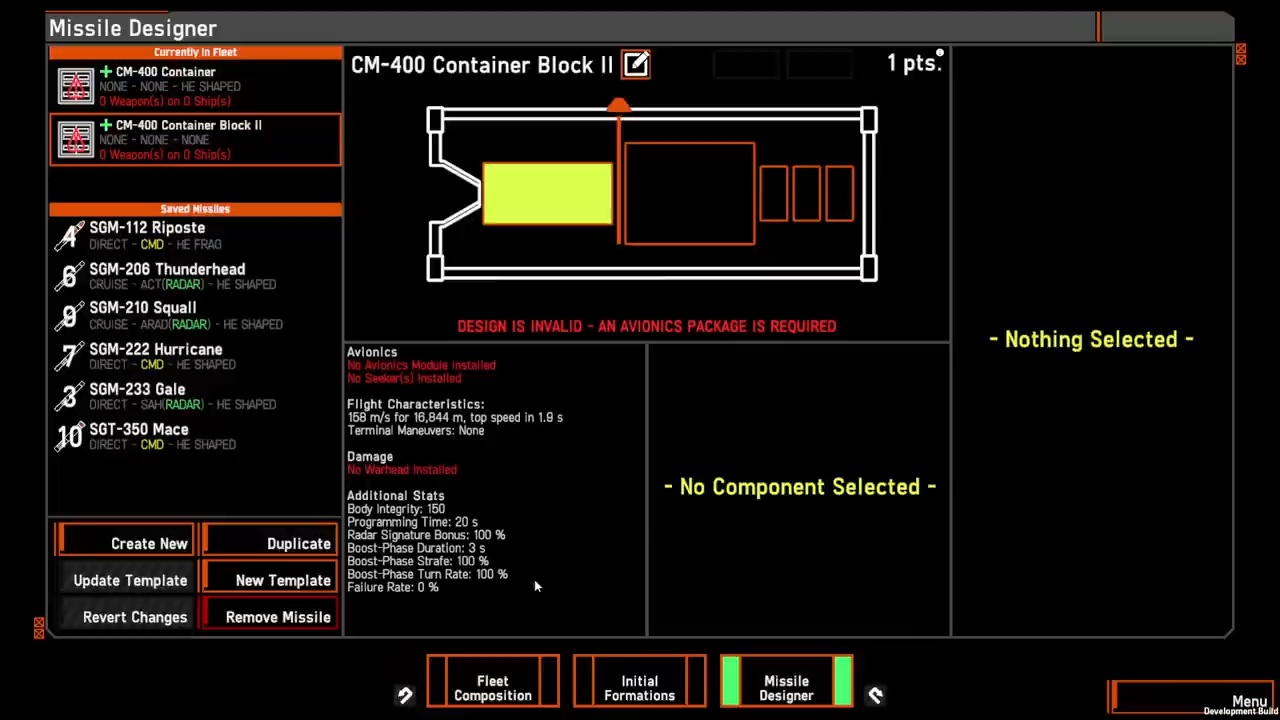 Missile Designer
Currently in Fleet
+ CM-400 Container
NONE - NONE - HE SHAPED
0 Weapon(s) on 0 Ship(s)
+ CM-400 Container Block II
NONE - NONE - NONE
0 Weapon(s) on 0 Ship(s)
Saved Missiles
4 SGM-112 Riposte
DIRECT - CMD - HE FRAG
6 SGM-206 Thunderhead
CRUISE - ACT(RADAR) - HE SHAPED
9 SGM-210 Squall
CRUISE - ARAD(RADAR) - HE SHAPED
7 SGM-222 Hurricane
DIRECT - CMD - HE SHAPED
3 SGM-233 Gale
DIRECT - SAH(RADAR) - HE SHAPED
10 SGT-350 Mace
DIRECT - CMD - HE SHAPED
Create New
Duplicate
Update Template
New Template
Revert Changes
Remove Missile
CM-400 Container Block II
1 pts.
DESIGN IS INVALID - AN AVIONICS PACKAGE IS REQUIRED
Avionics
No Avionics Module Installed
No Seeker(s) Installed
Flight Characteristics:
158 m/s for 16,844 m, top speed in 1.9 s
Terminal Maneuvers: None
Damage
No Warhead Installed
Additional Stats
Body Integrity: 150
Programming Time: 20 s
Radar Signature Bonus: 100 %
Boost-Phase Duration: 3 s
Boost-Phase Strafe: 100 %
Boost-Phase Turn Rate: 100 %
Failure Rate: 0 %
- No Component Selected -
- Nothing Selected -
Fleet
Composition
Initial
Formations
Missile
Designer
Menu
Development Build